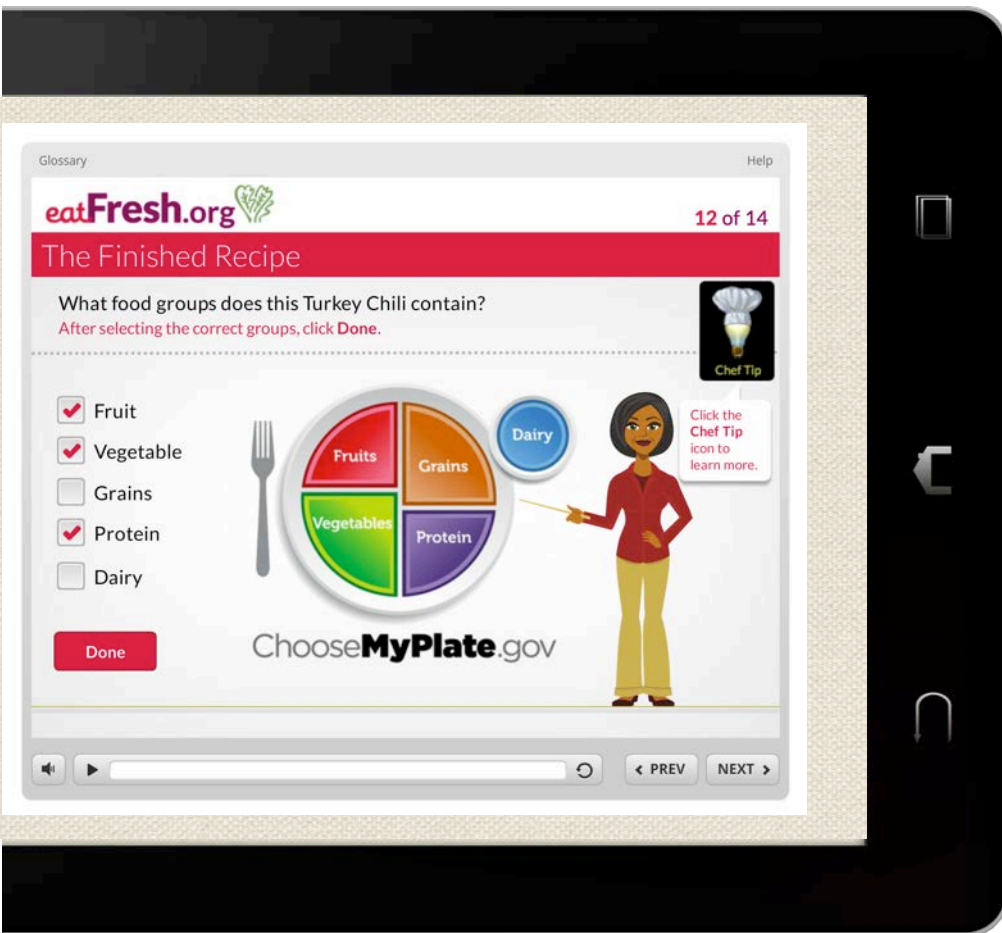 Glossary
Help
eatFresh.org
12 of 14
The Finished Recipe
What food groups does this Turkey Chili contain?
After selecting the correct groups, click Done.
Chef Tip
Click the
Chef Tip
icon to
learn more.
Fruit
Vegetable
Grains
Protein
Dairy
Fruits
Grains
Dairy
Vegetables
Protein
ChooseMyPlate.gov
Done
PREV
NEXT